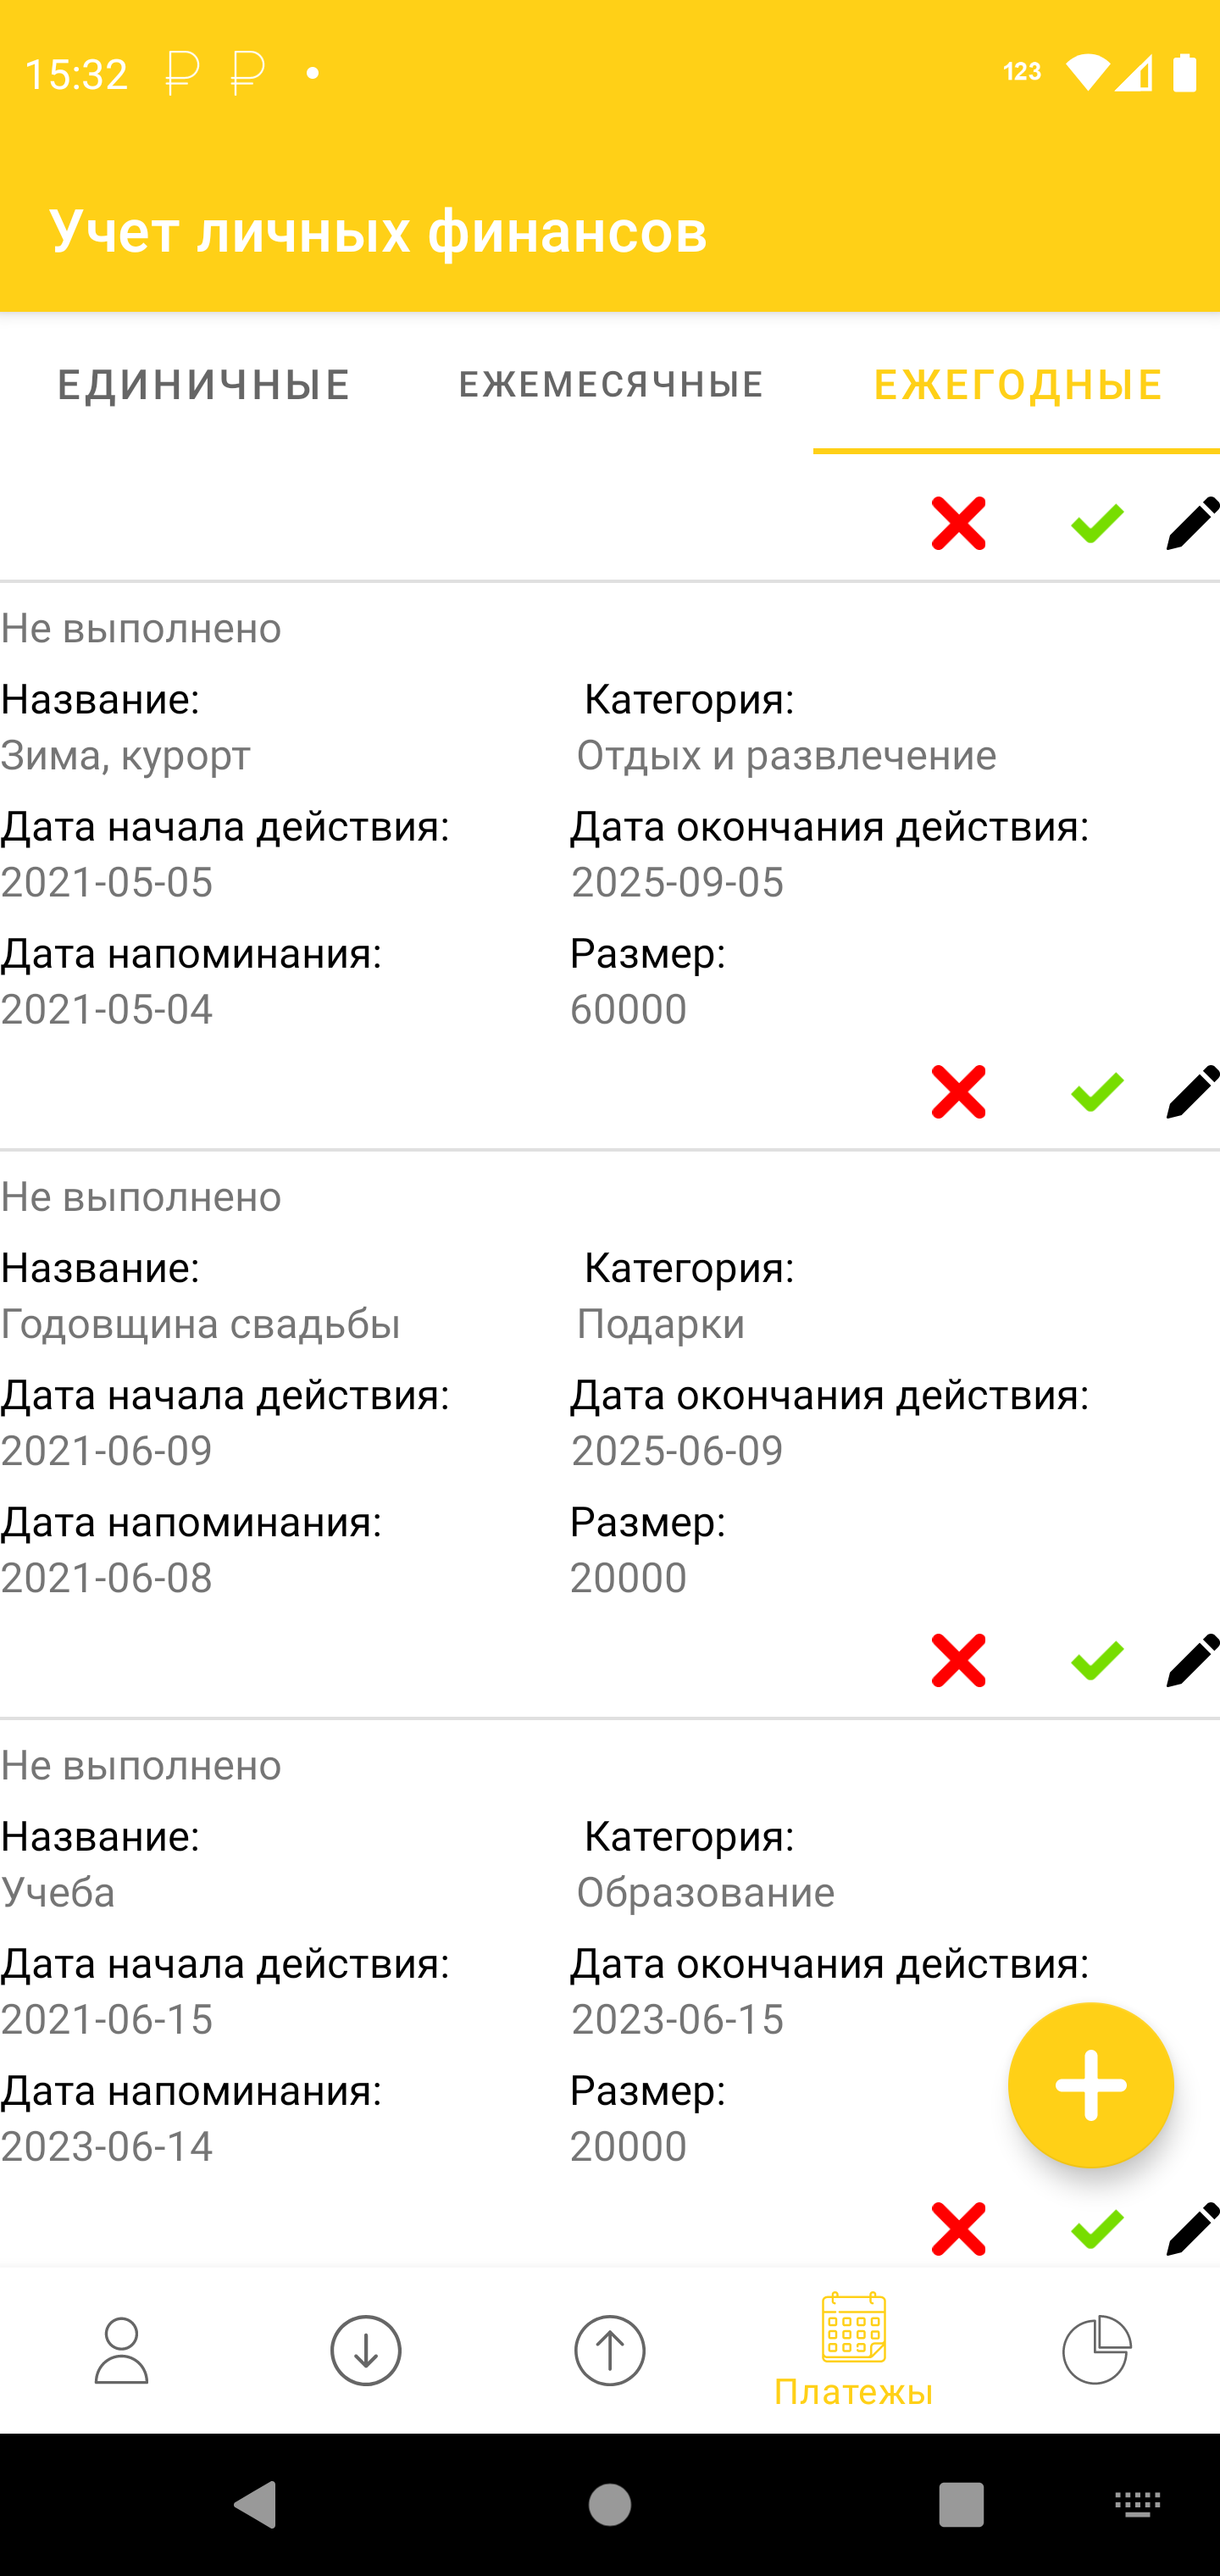 15:32
123
Учет личных финансов
ЕДИНИЧНЫЕ ЕЖЕМЕСЯЧНЫЕ ЕЖЕГОДНЫЕ
Не выполнено
Название: Категория:
Зима, курорт Отдых и развлечение
Дата начала действия: Дата окончания действия:
2021-05-05 2025-09-05
Дата напоминания: Размер:
2021-05-04 60000
Не выполнено
Название: Категория:
Годовщина свадьбы Подарки
Дата начала действия: Дата окончания действия:
2021-06-09 2025-06-09
Дата напоминания: Размер:
2021-06-08 20000
Не выполнено
Название: Категория:
Учеба Образование
Дата начала действия: Дата окончания действия:
2021-06-15 2023-06-15
Дата напоминания: Размер:
2023-06-14 20000
Платежы